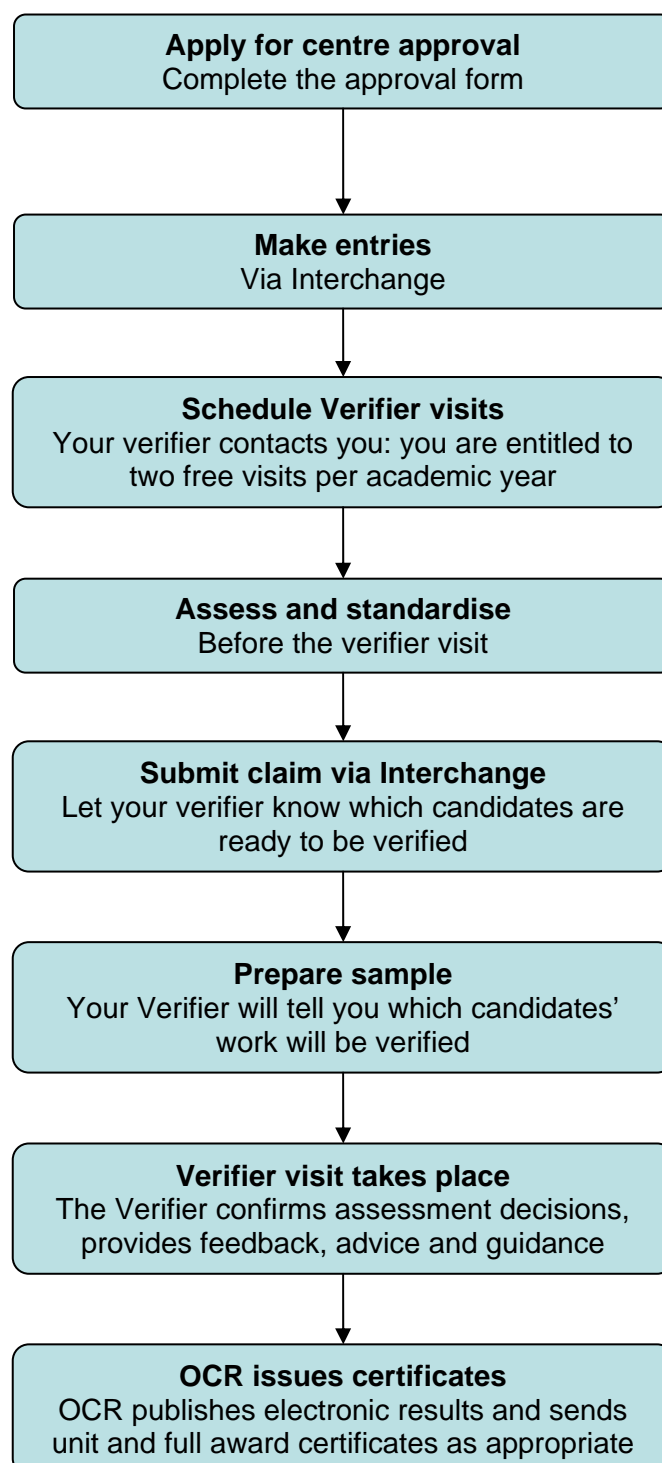 Apply for centre approval
Complete the approval form
Make entries
Via Interchange
Schedule Verifier visits
Your verifier contacts you: you are entitled to
two free visits per academic year
Assess and standardise
Before the verifier visit
Submit claim via Interchange
Let your verifier know which candidates are
ready to be verified
Prepare sample
Your Verifier will tell you which candidates’
work will be verified
Verifier visit takes place
The Verifier confirms assessment decisions,
provides feedback, advice and guidance
OCR issues certificates
OCR publishes electronic results and sends
unit and full award certificates as appropriate